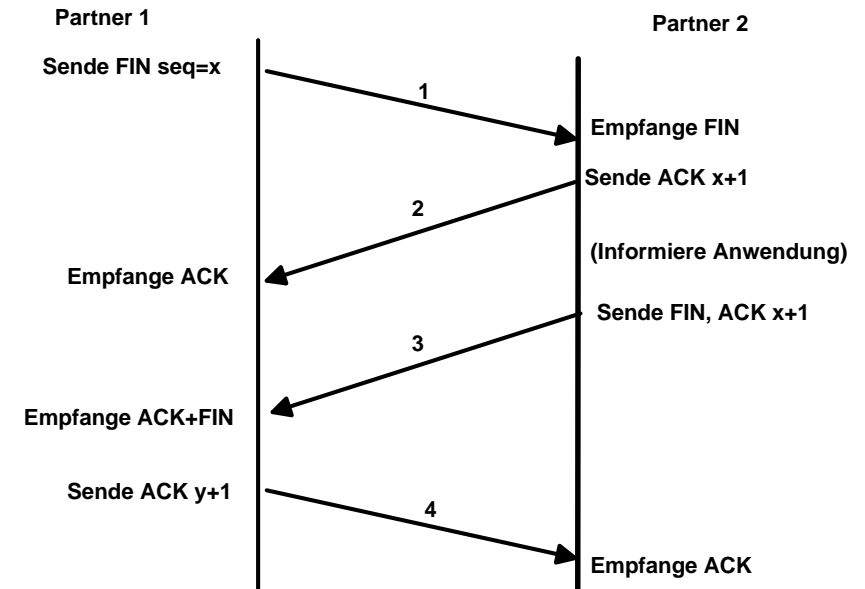 Partner 1
Partner 2
Sende FIN seq=x
1
Empfange FIN
Sende ACK x+1
2
(Informiere Anwendung)
Empfange ACK
Sende FIN, ACK x+1
3
Empfange ACK+FIN
Sende ACK y+1
4
Empfange ACK